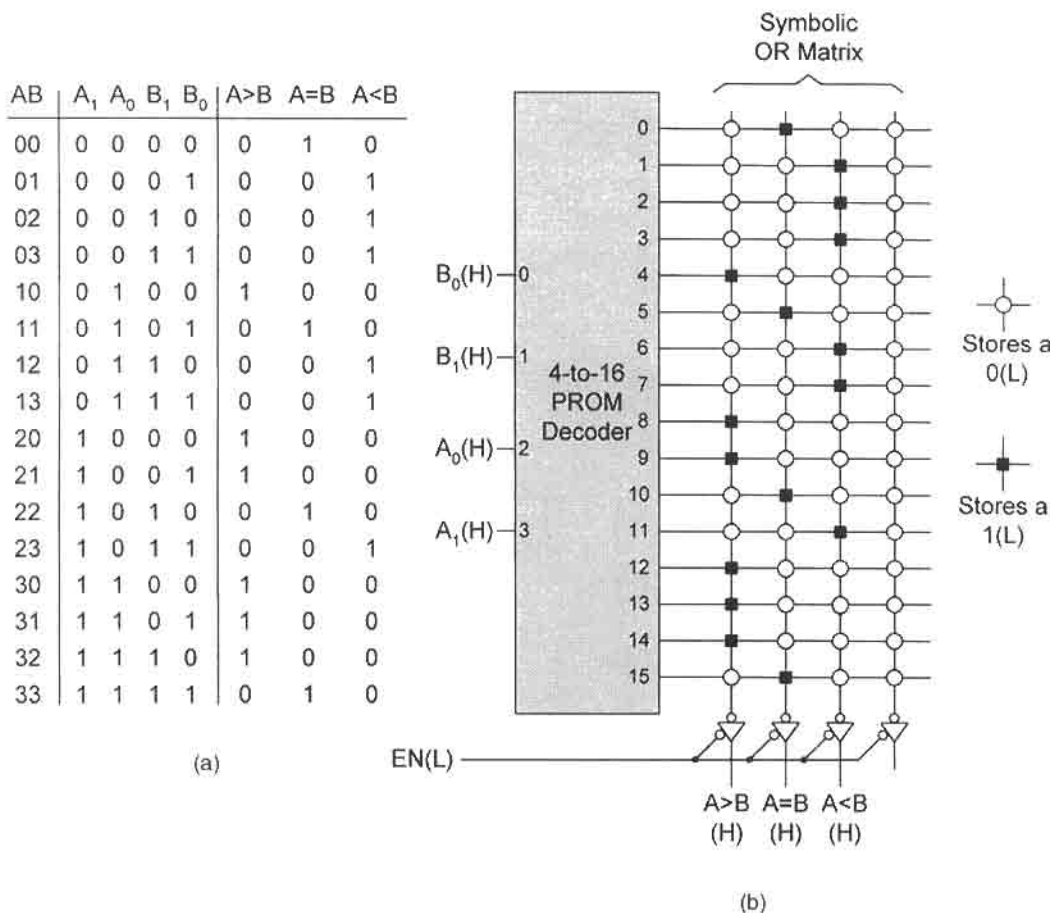 AB A₁ A₀ B₁ B₀ A>B A=B A<B
00 0 0 0 0 0 1 0
01 0 0 0 1 0 0 1
02 0 0 1 0 0 0 1
03 0 0 1 1 0 0 1
10 0 1 0 0 1 0 0
11 0 1 0 1 0 1 0
12 0 1 1 0 0 0 1
13 0 1 1 1 0 0 1
20 1 0 0 0 1 0 0
21 1 0 0 1 1 0 0
22 1 0 1 0 0 1 0
23 1 0 1 1 0 0 1
30 1 1 0 0 1 0 0
31 1 1 0 1 1 0 0
32 1 1 1 0 1 0 0
33 1 1 1 1 0 1 0
(a)
Symbolic
OR Matrix
B₀(H) 0
B₁(H) 1
A₀(H) 2
A₁(H) 3
4-to-16
PROM
Decoder
0
1
2
3
4
5
6
7
8
9
10
11
12
13
14
15
Stores a
0(L)
Stores a
1(L)
EN(L)
A>B A=B A<B
(H) (H) (H)
(b)